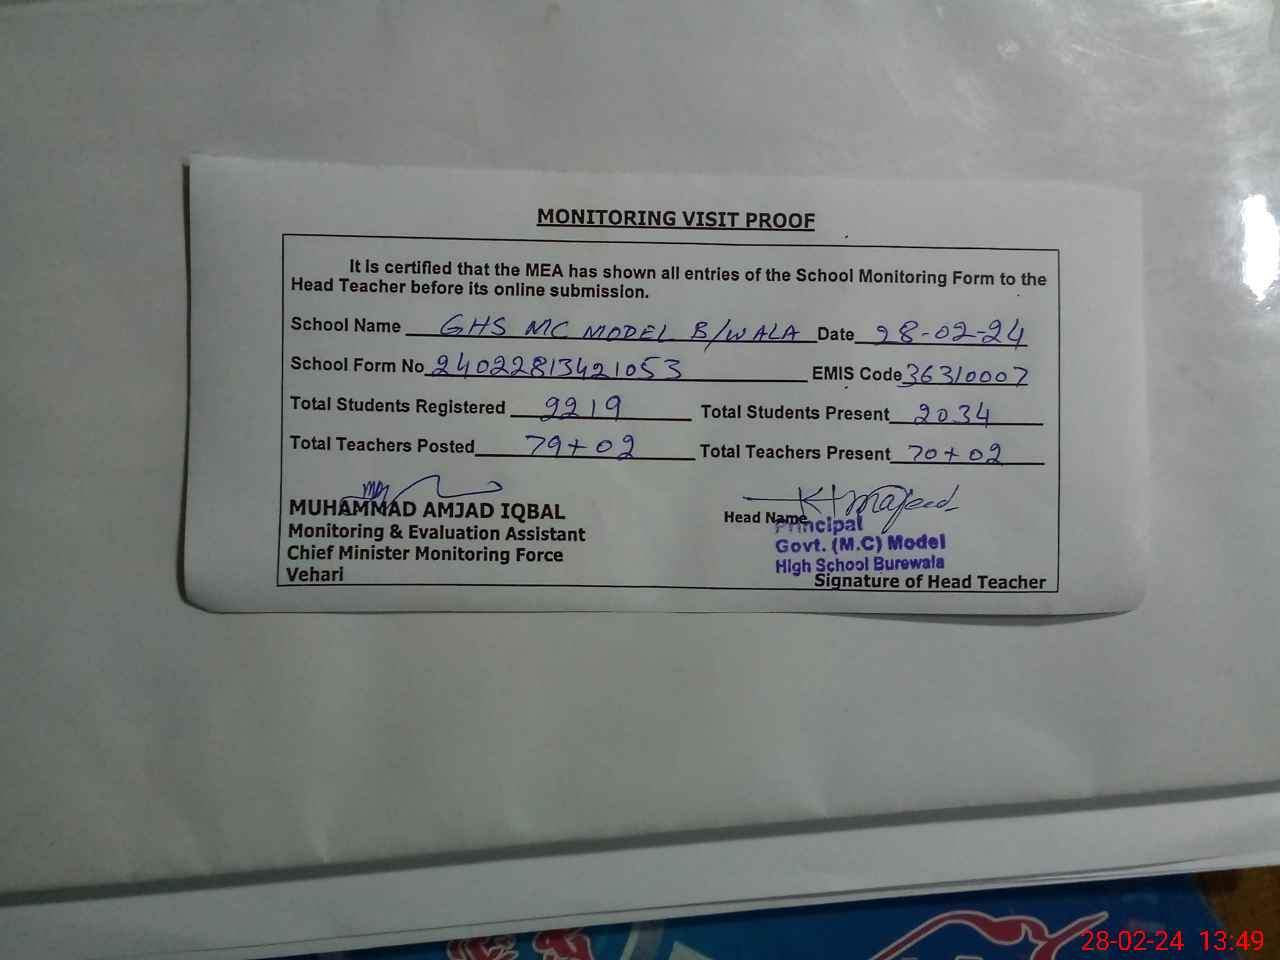 MONITORING VISIT PROOF
It Is certified that the MEA has shown all entries of the School Monitoring Form to the
Head Teacher before its online submission.
School Name GHS MC MODEL B/WALA Date 28-02-24
School Form No 24022813421053 EMIS Code 36310007
Total Students Registered 2219 Total Students Present 2034
Total Teachers Posted 79+02 Total Teachers Present 70+02
MUHAMMAD AMJAD IQBAL
Monitoring & Evaluation Assistant
Chief Minister Monitoring Force
Vehari
Head Name
Principal
Govt. (M.C) Model
High School Burewala
Signature of Head Teacher
28-02-24 13:49